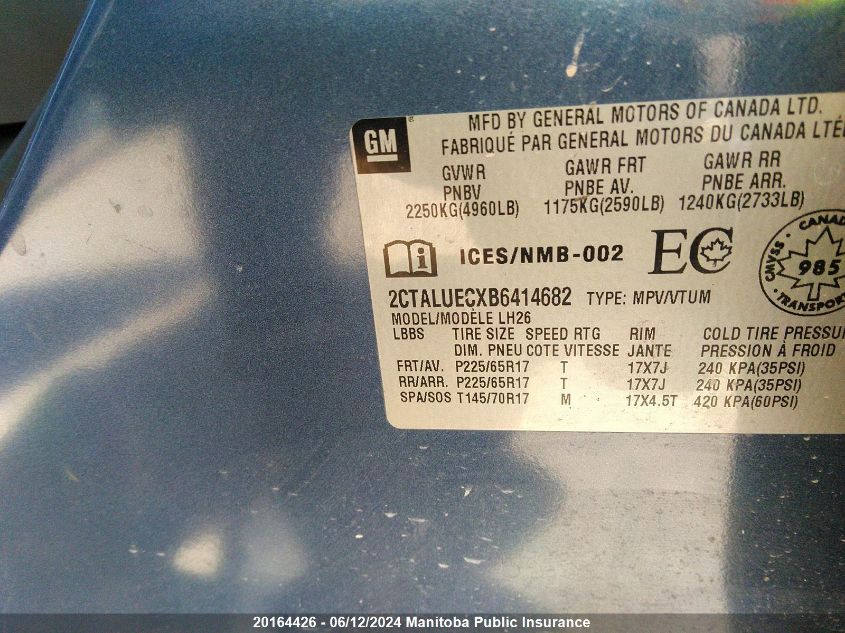 GM
MFD BY GENERAL MOTORS OF CANADA LTD.
FABRIQUÉ PAR GENERAL MOTORS DU CANADA LTÉE
GVWR GAWR FRT GAWR RR
PNBV PNBE AV. PNBE ARR.
2250KG(4960LB) 1175KG(2590LB) 1240KG(2733LB)
ICES/NMB-002 EC
CANADA
CMVSS 985
TRANSPORT
2CTALUECXB6414682 TYPE: MPV/VTUM
MODEL/MODÈLE LH26
LBBS TIRE SIZE SPEED RTG RIM COLD TIRE PRESSU
DIM. PNEU COTE VITESSE JANTE PRESSION À FROID
FRT/AV. P225/65R17 T 17X7J 240 KPA(35PSI)
RR/ARR. P225/65R17 T 17X7J 240 KPA(35PSI)
SPA/SOS T145/70R17 M 17X4.5T 420 KPA(60PSI)
20164426 - 06/12/2024 Manitoba Public Insurance